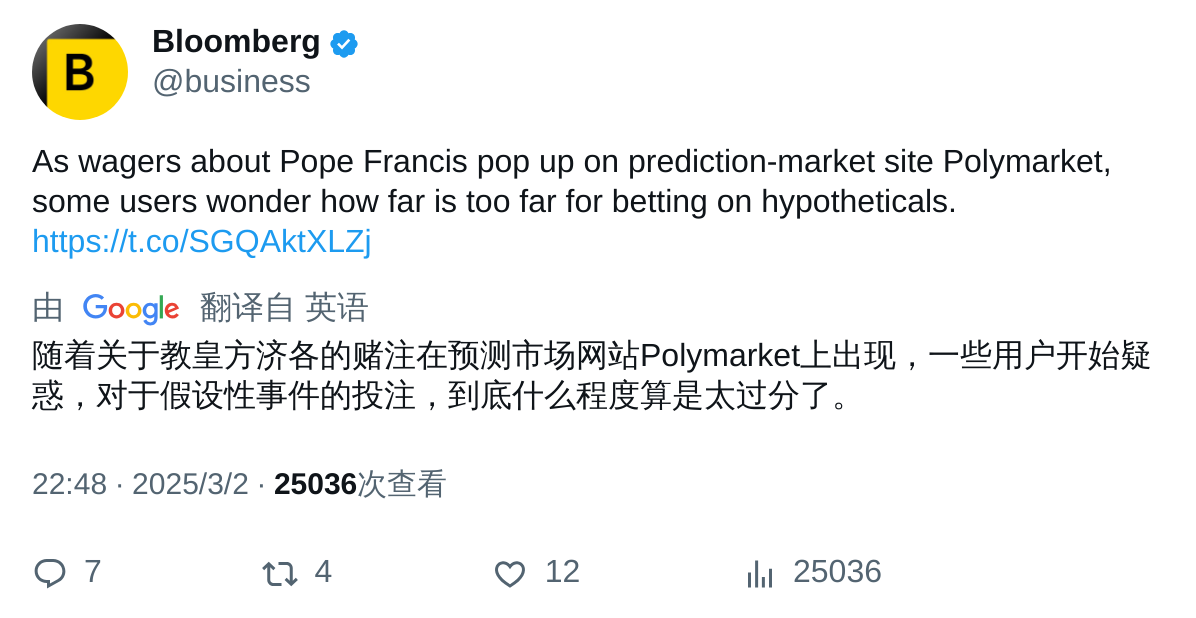 B
Bloomberg
@business
As wagers about Pope Francis pop up on prediction-market site Polymarket,
some users wonder how far is too far for betting on hypotheticals.
https://t.co/SGQAktXLZj
由 Google 翻译自 英语
随着关于教皇方济各的赌注在预测市场网站Polymarket上出现，一些用户开始疑
惑，对于假设性事件的投注，到底什么程度算是太过分了。
22:48 · 2025/3/2 · 25036次查看
7 4 12 25036